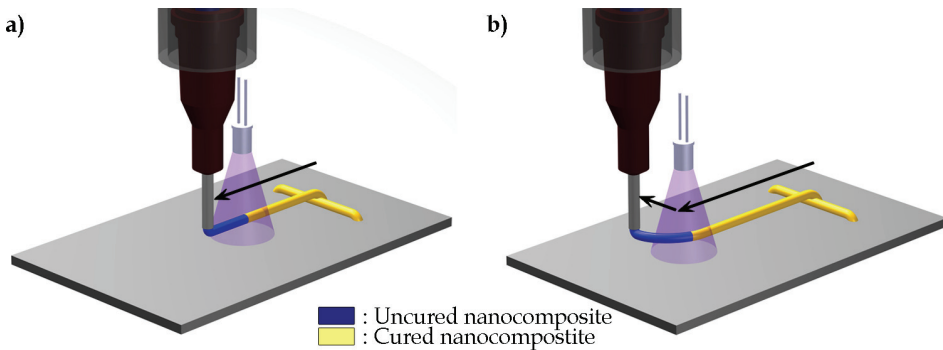 a)
b)
: Uncured nanocomposite
: Cured nanocompostite